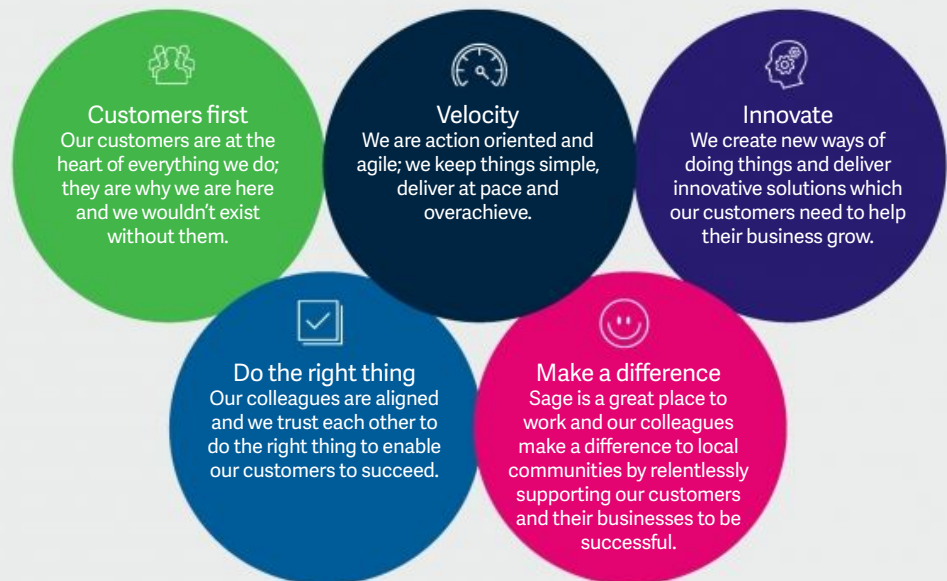 Customers first
Our customers are at the
heart of everything we do;
they are why we are here
and we wouldn't exist
without them.
Velocity
We are action oriented and
agile; we keep things simple,
deliver at pace and
overachieve.
Innovate
We create new ways of
doing things and deliver
innovative solutions which
our customers need to help
their business grow.
Do the right thing
Our colleagues are aligned
and we trust each other to
do the right thing to enable
our customers to succeed.
Make a difference
Sage is a great place to
work and our colleagues
make a difference to local
communities by relentlessly
supporting our customers
and their businesses to be
successful.